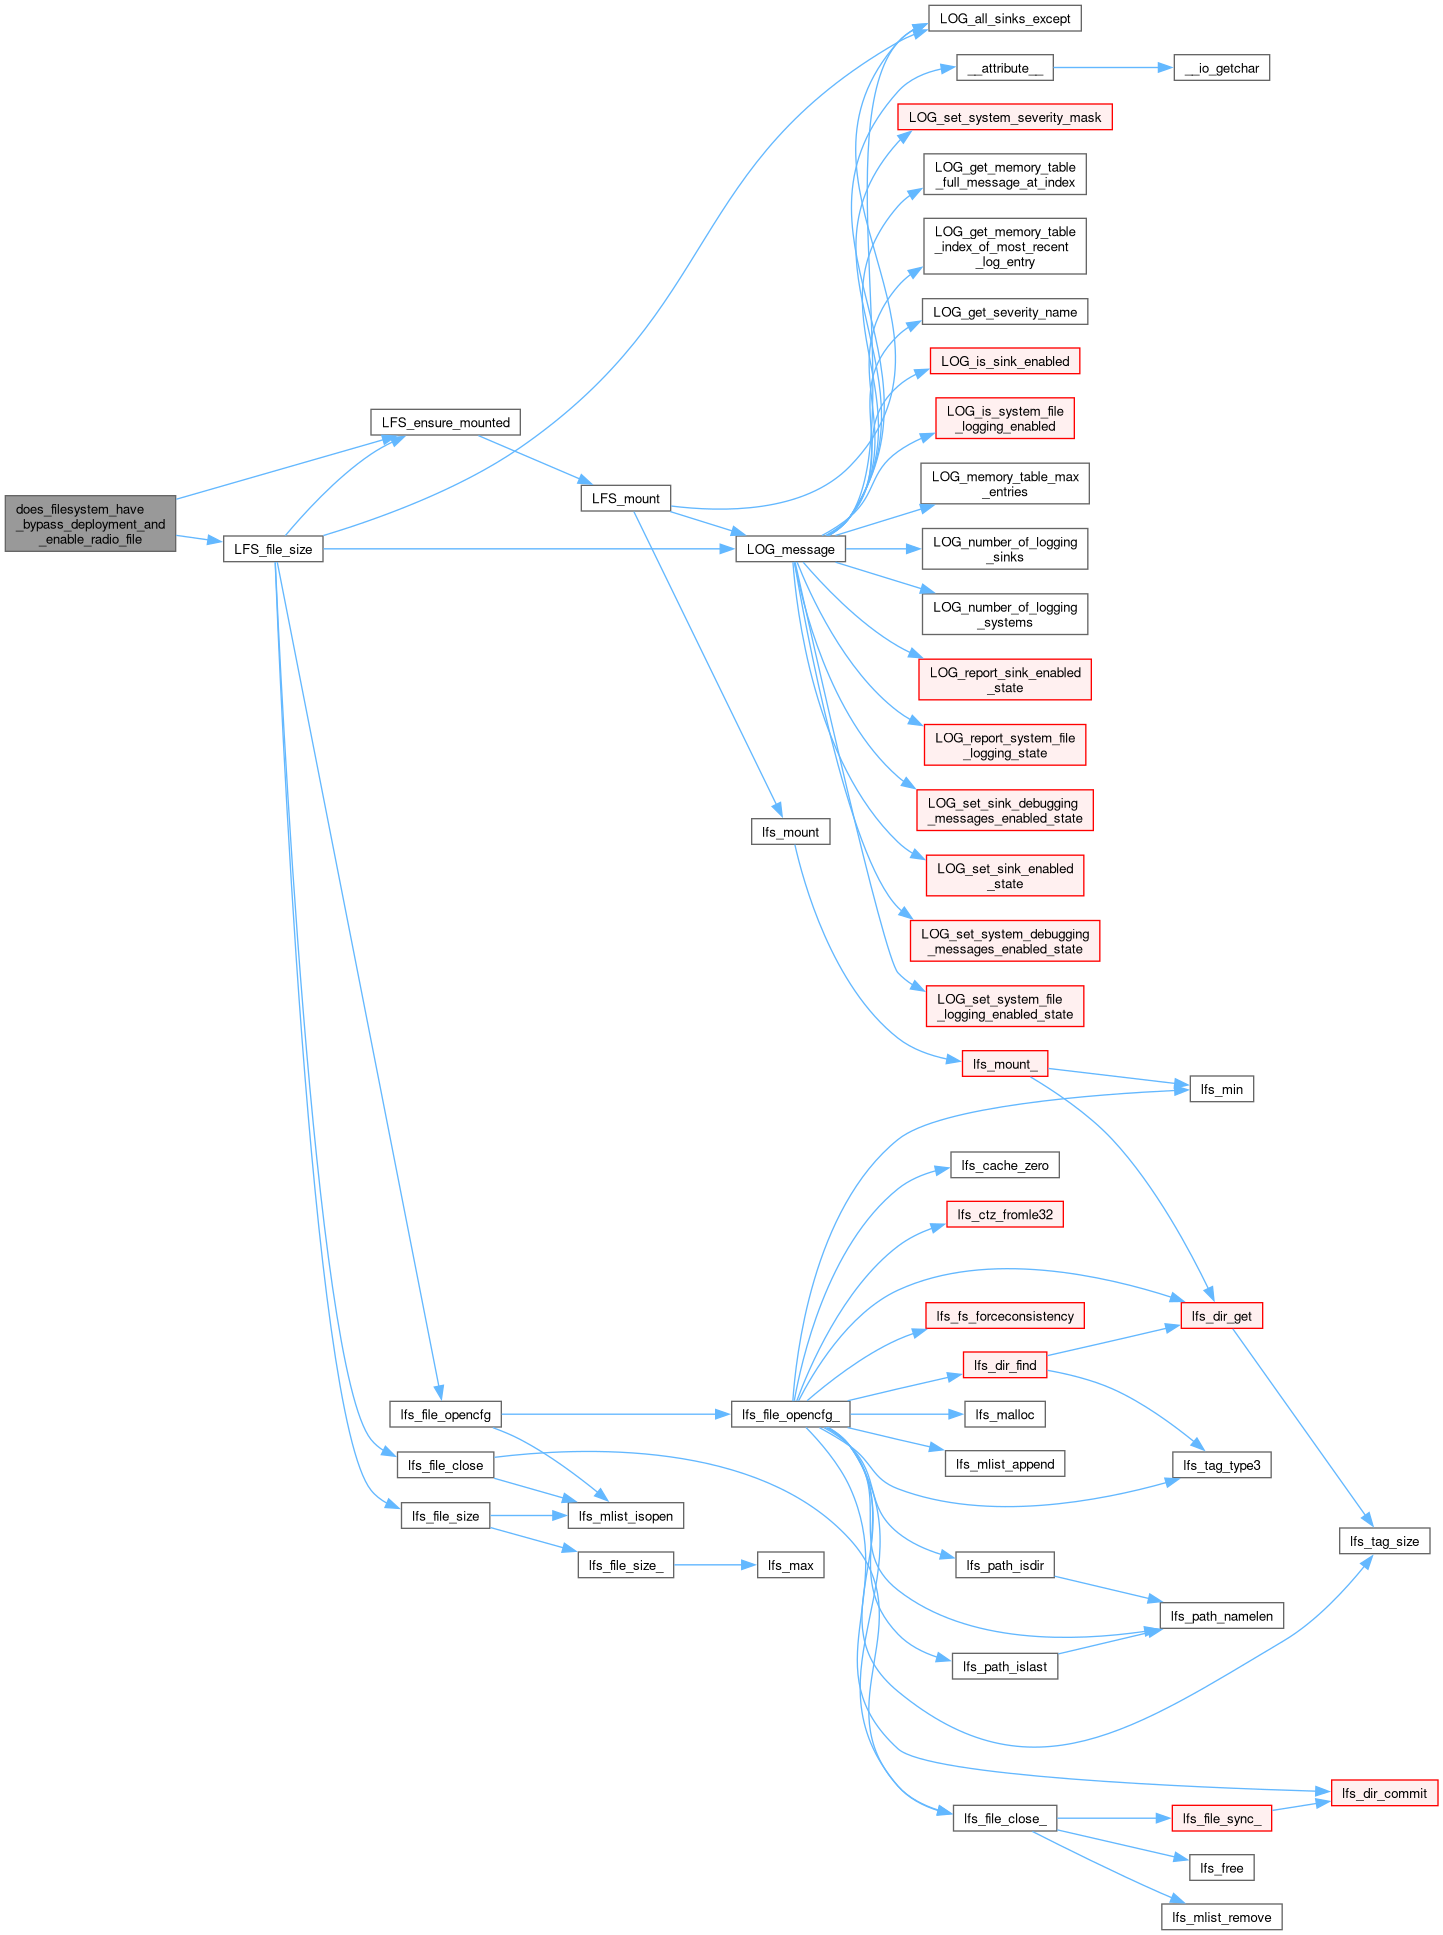 LOG_all_sinks_except
__attribute__
__io_getchar
LOG_set_system_severity_mask
LOG_get_memory_table
_full_message_at_index
LOG_get_memory_table
_index_of_most_recent
_log_entry
LOG_get_severity_name
LOG_is_sink_enabled
LOG_is_system_file
_logging_enabled
LFS_ensure_mounted
LOG_memory_table_max
_entries
LFS_mount
does_filesystem_have
_bypass_deployment_and
_enable_radio_file
LFS_file_size
LOG_message
LOG_number_of_logging
_sinks
LOG_number_of_logging
_systems
LOG_report_sink_enabled
_state
LOG_report_system_file
_logging_state
LOG_set_sink_debugging
_messages_enabled_state
lfs_mount
LOG_set_sink_enabled
_state
LOG_set_system_debugging
_messages_enabled_state
LOG_set_system_file
_logging_enabled_state
lfs_mount_
lfs_min
lfs_cache_zero
lfs_ctz_fromle32
lfs_fs_forceconsistency
lfs_dir_get
lfs_dir_find
lfs_file_opencfg
lfs_file_opencfg_
lfs_malloc
lfs_file_close
lfs_mlist_append
lfs_tag_type3
lfs_file_size
lfs_mlist_isopen
lfs_tag_size
lfs_file_size_
lfs_max
lfs_path_isdir
lfs_path_namelen
lfs_path_islast
lfs_dir_commit
lfs_file_close_
lfs_file_sync_
lfs_free
lfs_mlist_remove